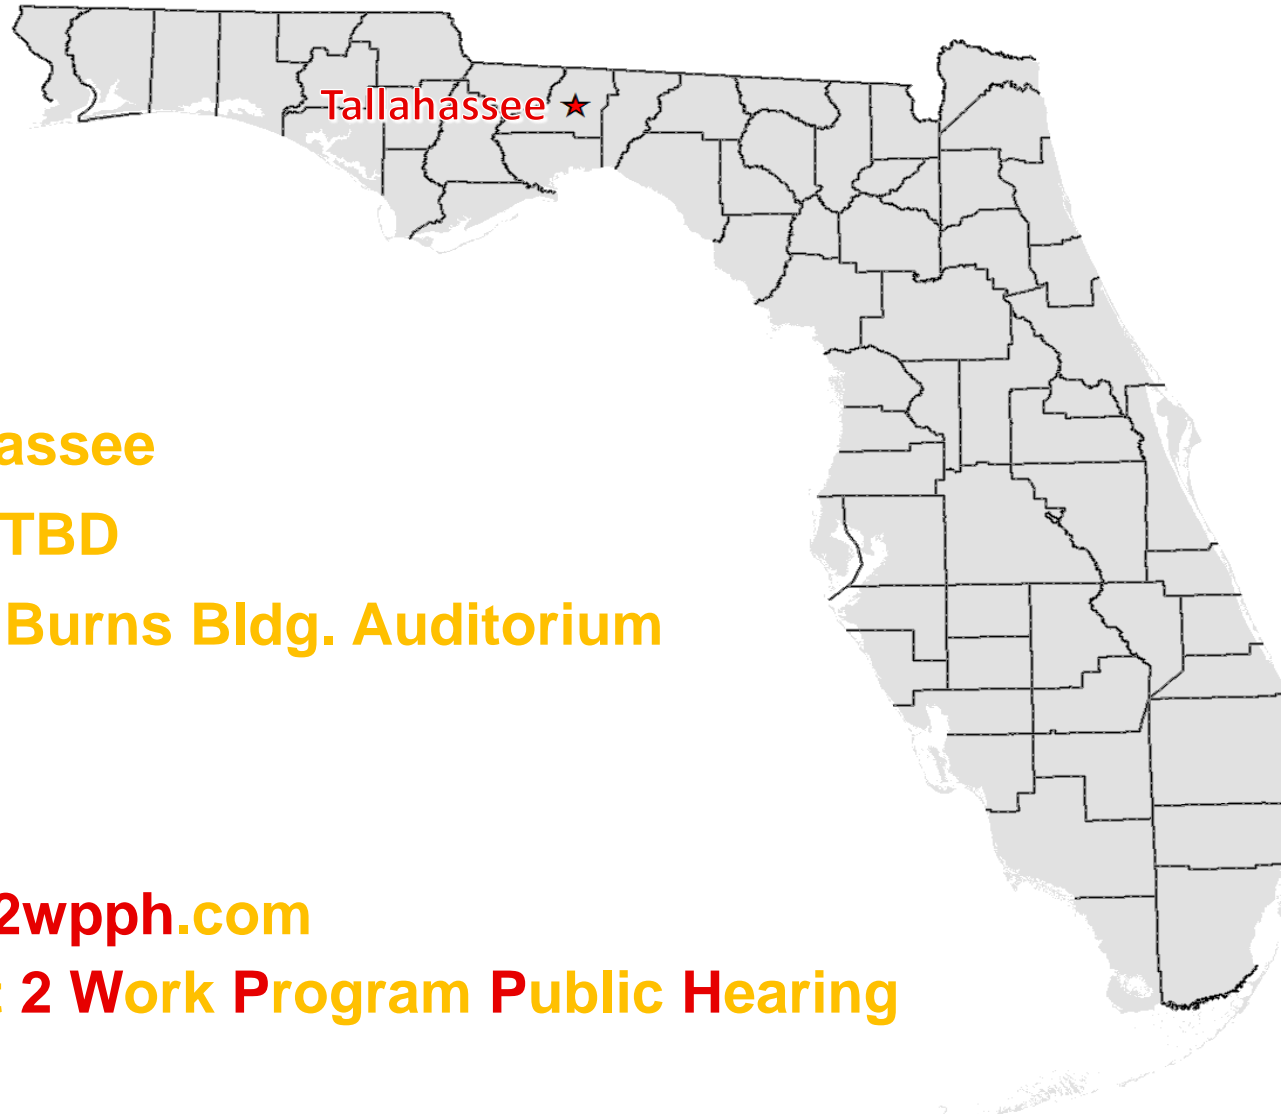 Tallahassee
assee
TBD
Burns Bldg. Auditorium
2wpph.com
2 Work Program Public Hearing